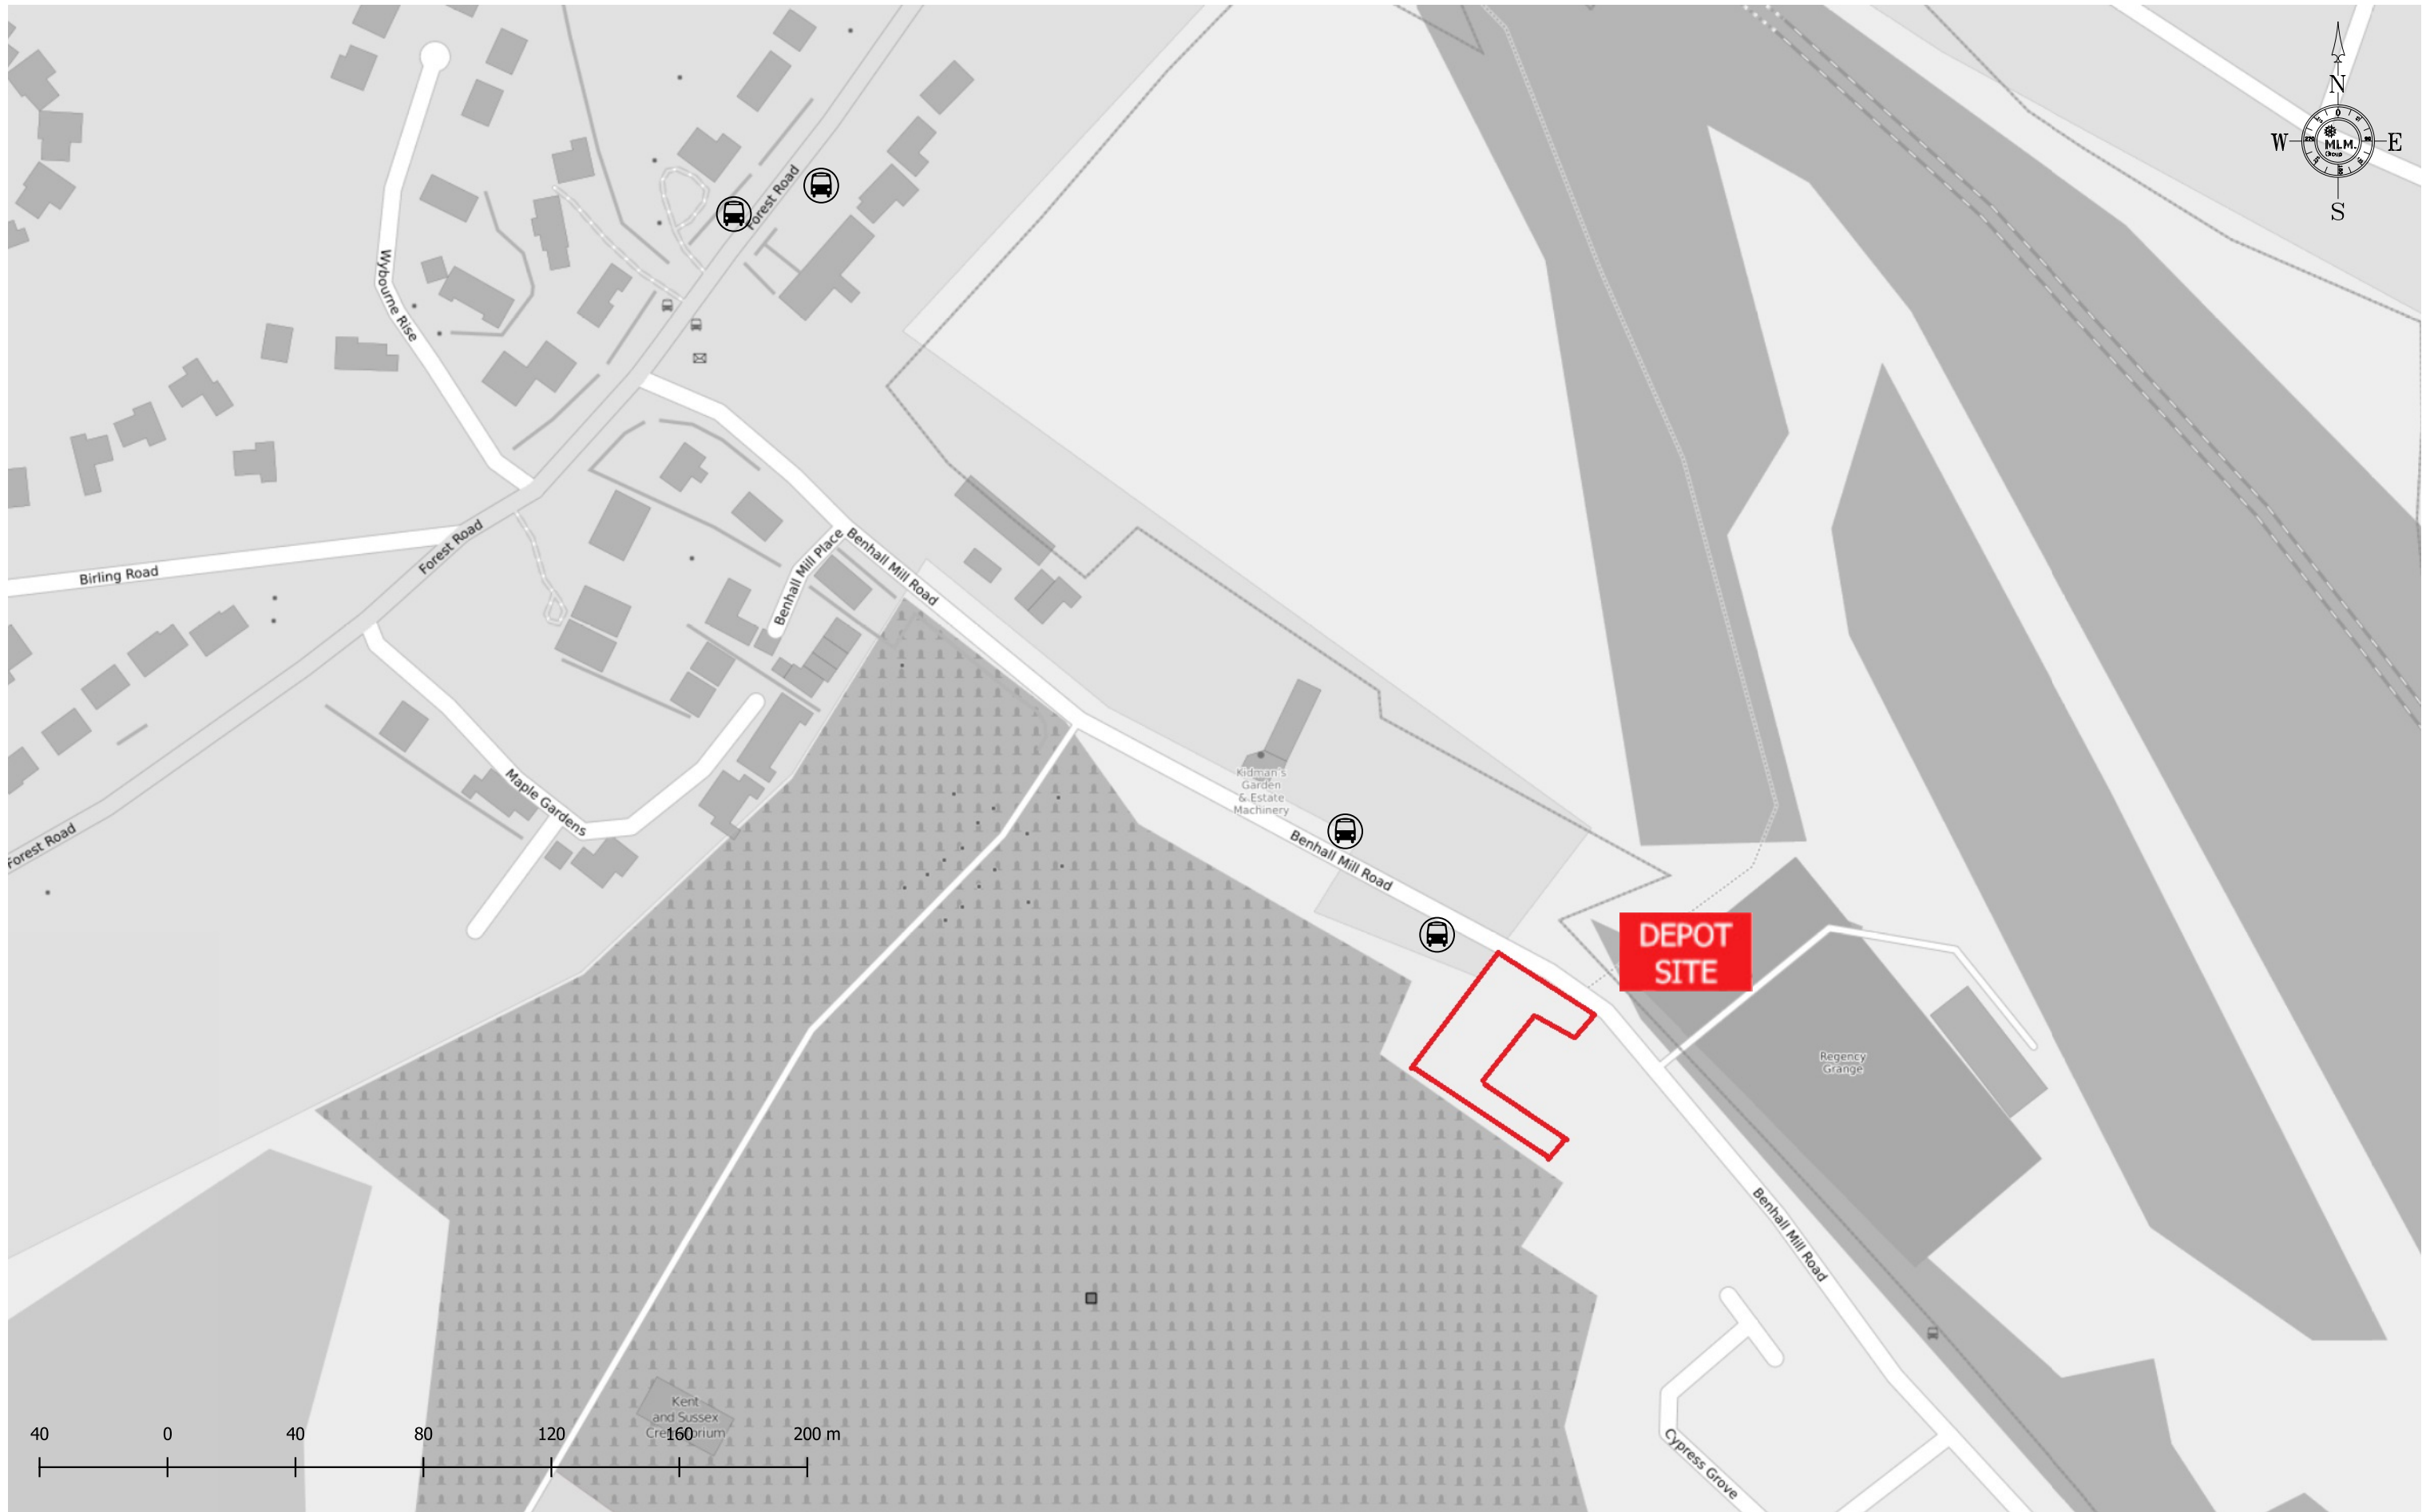 N
W
E
MLM
Group
S
Forest Road
Wybourne Rise
Birling Road
Forest Road
Benhall Mill Place
Benhall Mill Road
Kidman's
Garden
& Estate
Machinery
Maple Gardens
Forest Road
Benhall Mill Road
DEPOT
SITE
Regency
Grange
Benhall Mill Road
Kent
and Sussex
Crematorium
Cypress Grove
40 0 40 80 120 160 200 m